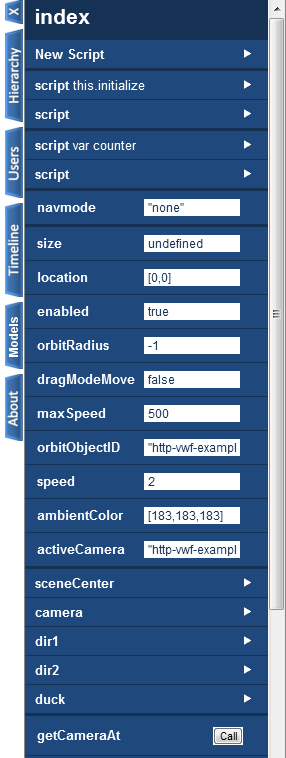 X
Hierarchy
Users
Timeline
Models
About
index
New Script
script this.initialize
script
script var counter
script
navmode "none"
size undefined
location [0,0]
enabled true
orbitRadius -1
dragModeMove false
maxSpeed 500
orbitObjectID "http-vwf-exampl
speed 2
ambientColor [183,183,183]
activeCamera "http-vwf-exampl
sceneCenter
camera
dir1
dir2
duck
getCameraAt Call